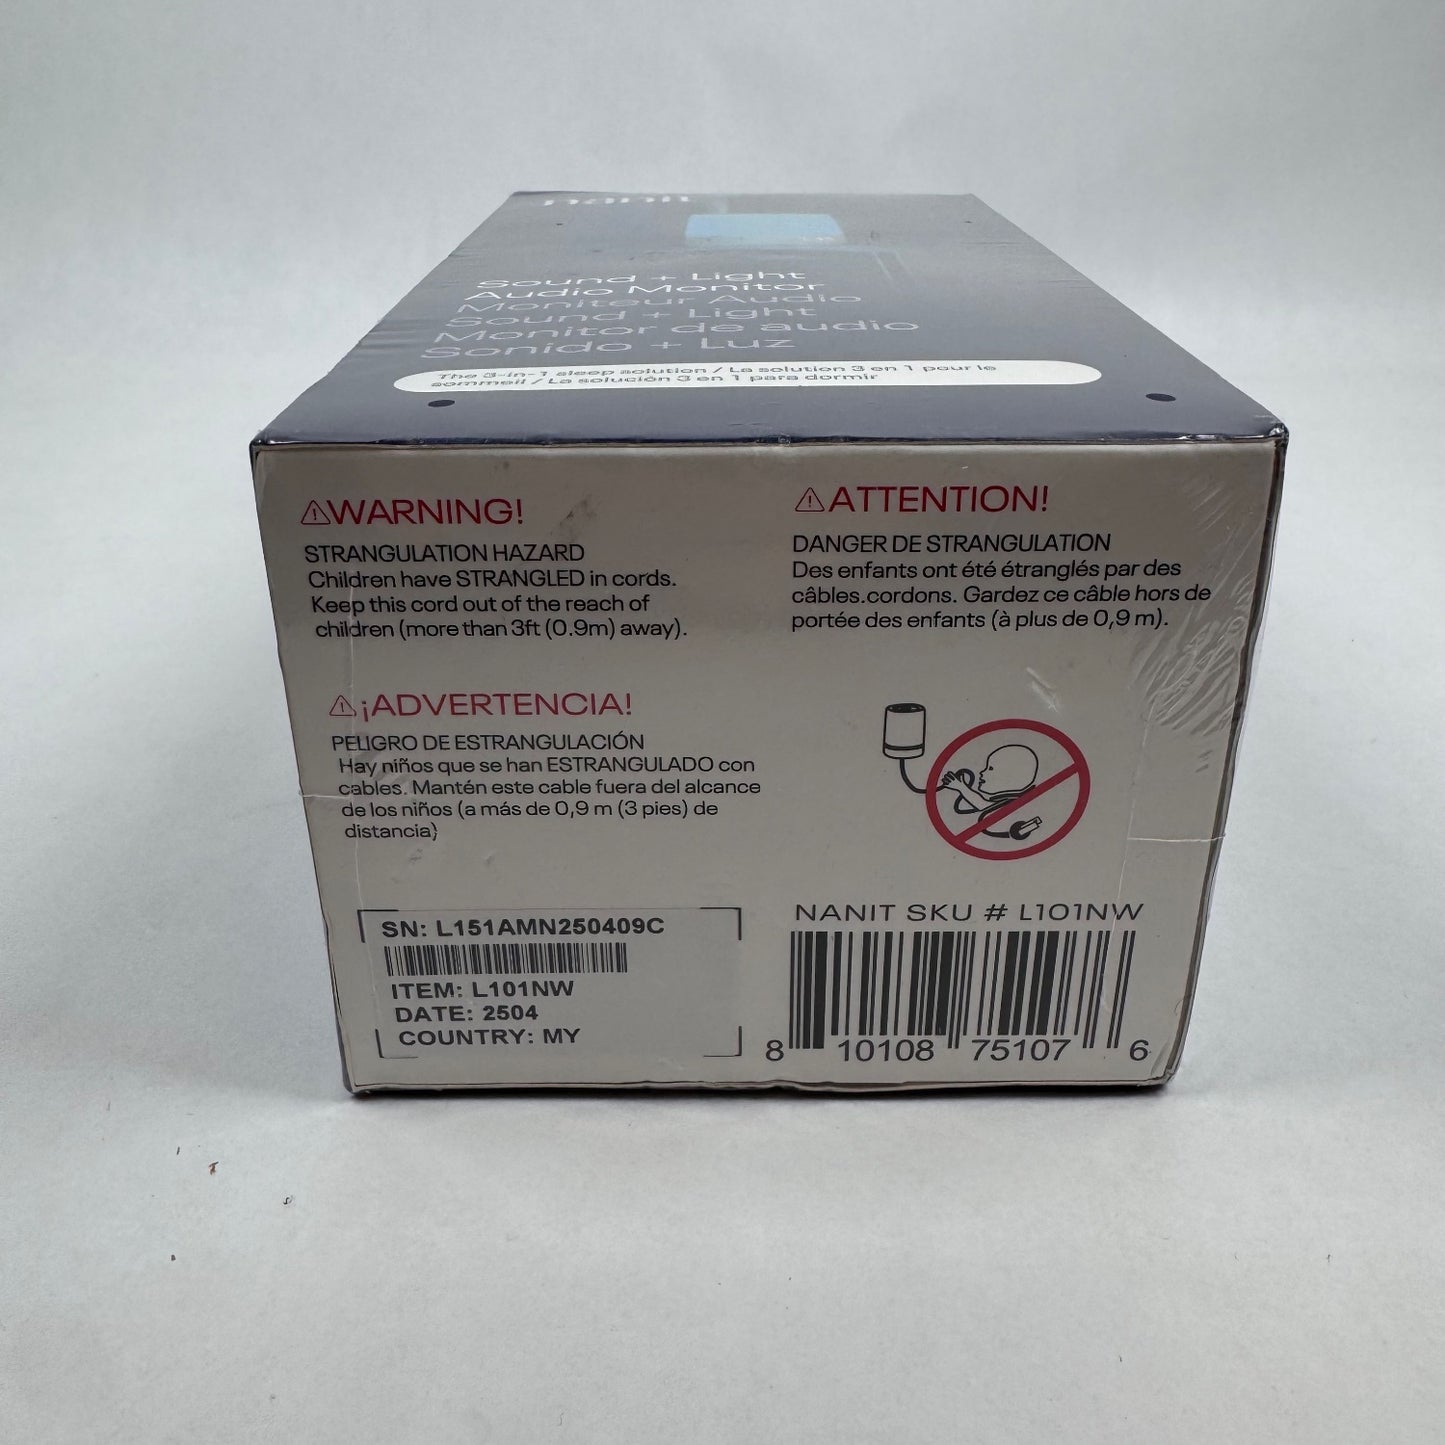 nanit
Sound + Light
Audio Monitor
Moniteur Audio
Sound + Light
Monitor de audio
Sonido + Luz
The 3-in-1 sleep solution / La solution 3 en 1 pour le
sommeil / La solución 3 en 1 para dormir
⚠WARNING!
STRANGULATION HAZARD
Children have STRANGLED in cords.
Keep this cord out of the reach of
children (more than 3ft (0.9m) away).
⚠ATTENTION!
DANGER DE STRANGULATION
Des enfants ont été étranglés par des
câbles.cordons. Gardez ce câble hors de
portée des enfants (à plus de 0,9 m).
⚠¡ADVERTENCIA!
PELIGRO DE ESTRANGULACIÓN
Hay niños que se han ESTRANGULADO con
cables. Mantén este cable fuera del alcance
de los niños (a más de 0,9 m (3 pies) de
distancia)
SN: L151AMN250409C
ITEM: L101NW
DATE: 2504
COUNTRY: MY
NANIT SKU # L101NW
8 10108 75107 6